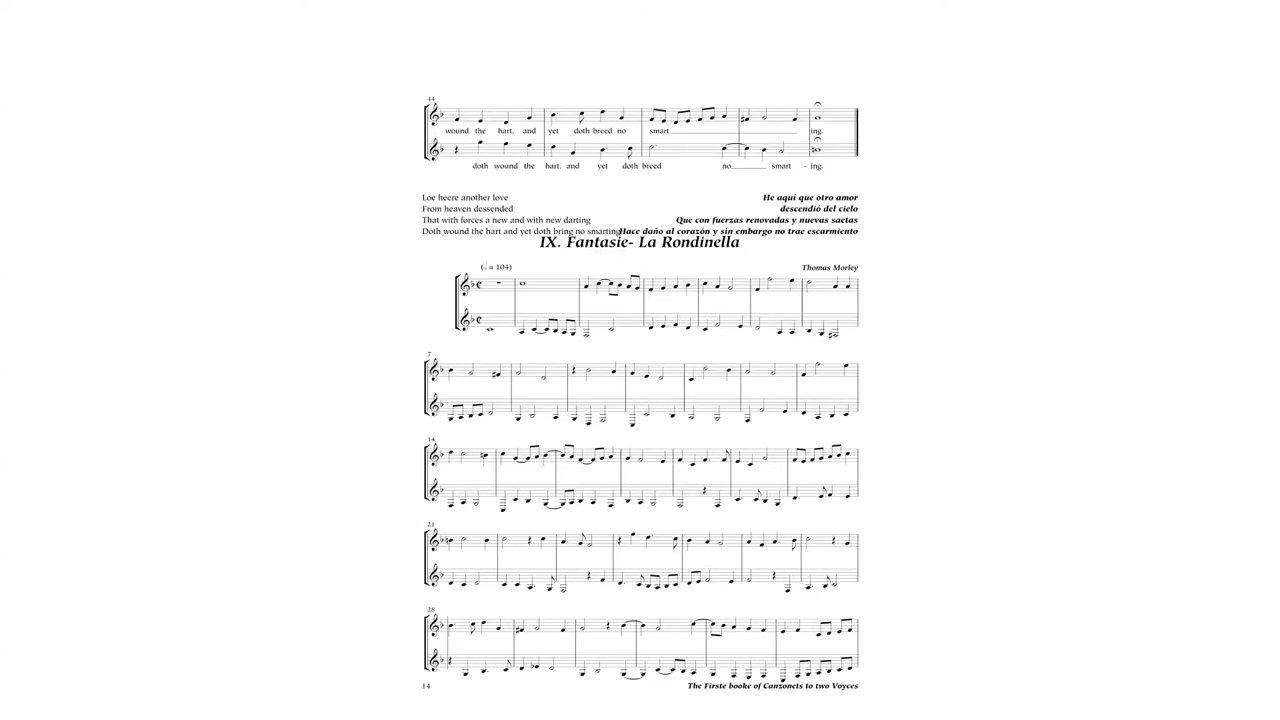 44
wound the hart, and yet doth breed no smart ing.
doth wound the hart, and yet doth breed no smart - ing.
Loe heere another love
From heaven dessended
That with forces a new and with new darting
Doth wound the hart and yet doth bring no smarting
He aquí que otro amor
descendió del cielo
Que con fuerzas renovadas y nuevas saetas
Hace daño al corazón y sin embargo no trae escarmiento
IX. Fantasie- La Rondinella
( = 104)
Thomas Morley
7
14
21
28
14
The Firste booke of Canzonets to two Voyces